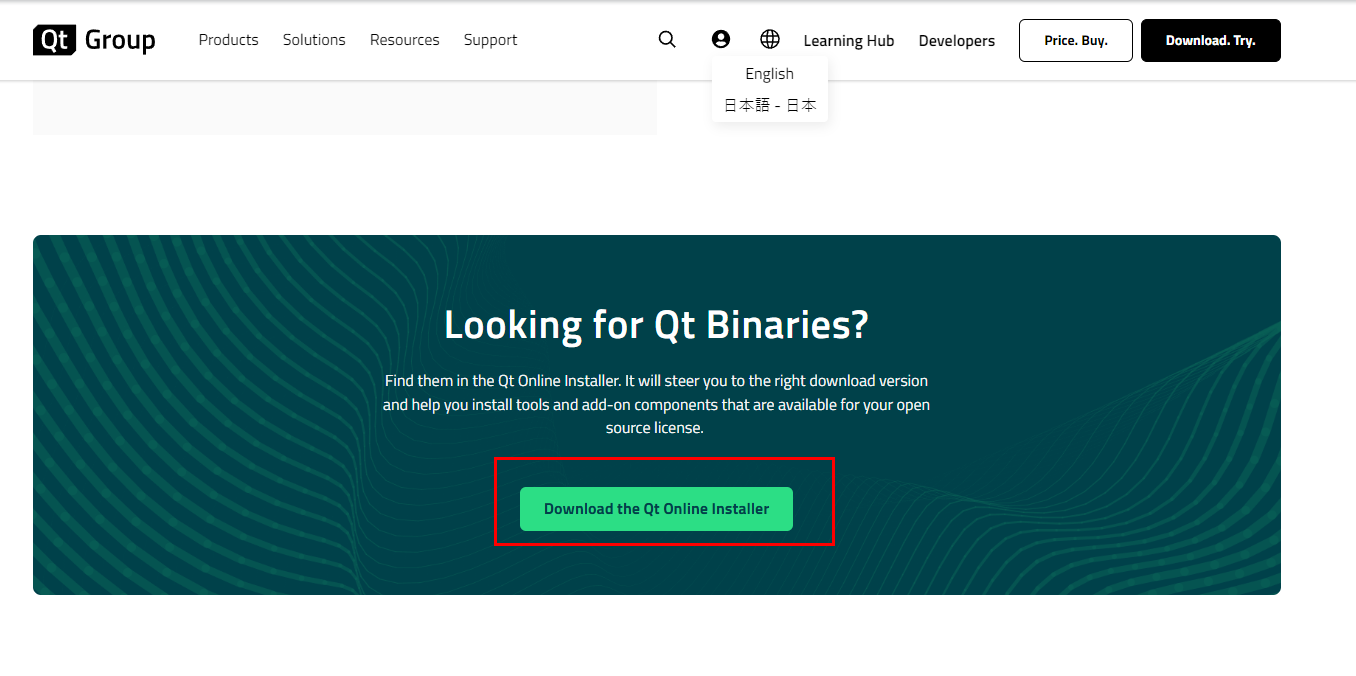 Qt Group
Products
Solutions
Resources
Support
Learning Hub
Developers
Price. Buy.
Download. Try.
English
日本語 - 日本
Looking for Qt Binaries?
Find them in the Qt Online Installer. It will steer you to the right download version
and help you install tools and add-on components that are available for your open
source license.
Download the Qt Online Installer